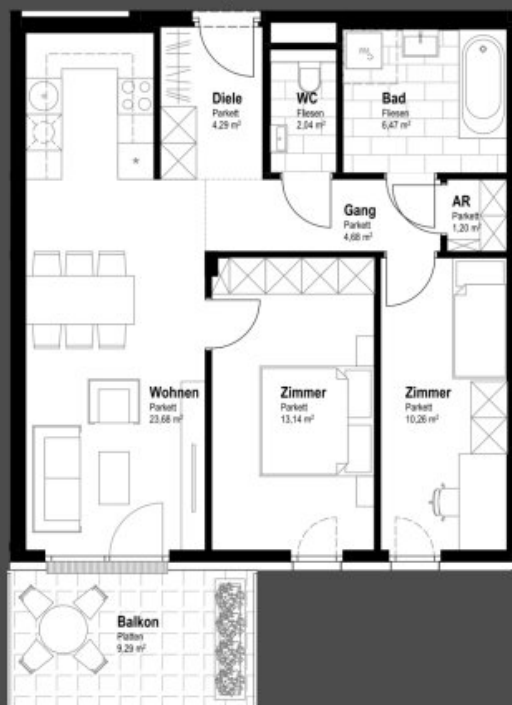 Diele
Parkett
4,29 m²
WC
Fliesen
2,04 m²
Bad
Fliesen
6,47 m²
AR
Parkett
1,20 m²
Gang
Parkett
4,68 m²
Wohnen
Parkett
23,68 m²
Zimmer
Parkett
13,14 m²
Zimmer
Parkett
10,26 m²
Balkon
Platten
9,29 m²